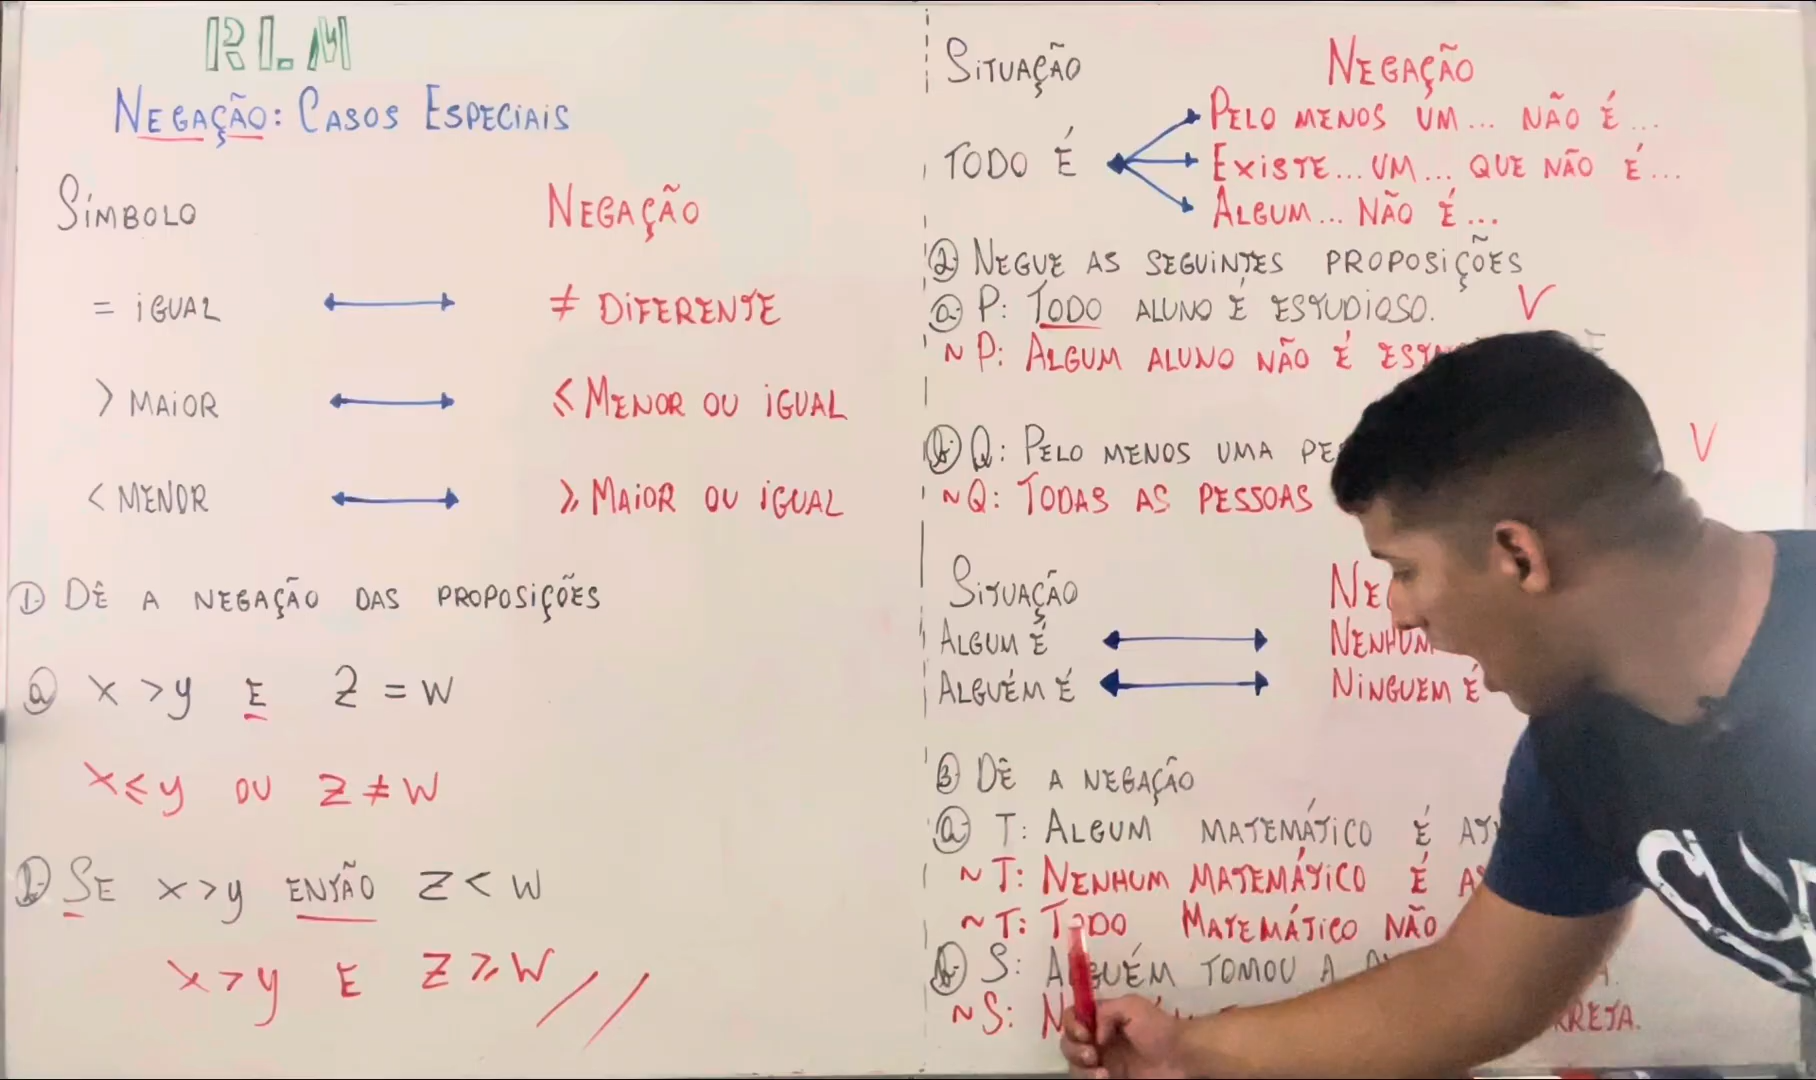 RLM
NEGAÇÃO: CASOS ESPECIAIS
SÍMBOLO NEGAÇÃO
= IGUAL ≠ DIFERENTE
> MAIOR ≤ MENOR OU IGUAL
< MENOR ≥ MAIOR OU IGUAL
1 DÊ A NEGAÇÃO DAS PROPOSIÇÕES
a x > y E Z = W
x ≤ y OU Z ≠ W
b SE x > y ENTÃO Z < W
x > y E Z ≥ W //
SITUAÇÃO NEGAÇÃO
TODO É
PELO MENOS UM... NÃO É...
EXISTE... UM... QUE NÃO É...
ALGUM... NÃO É...
2 NEGUE AS SEGUINTES PROPOSIÇÕES
a P: TODO ALUNO É ESTUDIOSO. V
~P: ALGUM ALUNO NÃO É
b Q: PELO MENOS UMA V
~Q: TODAS AS PESSOAS
SITUAÇÃO
ALGUM É NENHUM
ALGUÉM É NINGUEM É
3 DÊ A NEGAÇÃO
a T: ALGUM MATEMÁTICO É
~T: NENHUM MATEMÁTICO É
~T: TODO MATEMÁTICO NÃO
b S: ALGUÉM TOMOU A
~S: